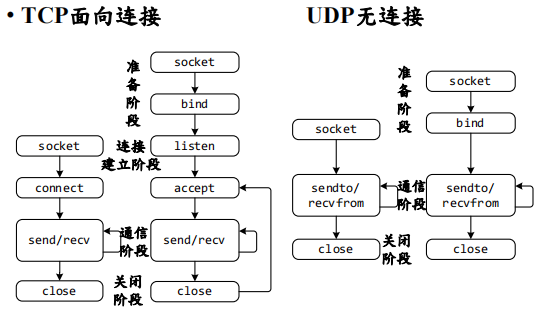 • TCP面向连接
UDP无连接
准备阶段
socket
bind
socket
连接
建立阶段
listen
connect
accept
send/recv
通信
阶段
send/recv
close
关闭
阶段
close
准备阶段
socket
bind
socket
sendto/
recvfrom
通信
阶段
sendto/
recvfrom
close
关闭
阶段
close